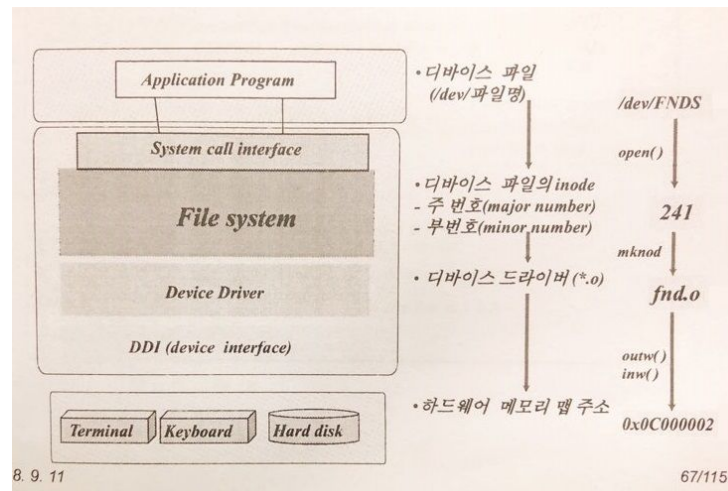 Application Program
System call interface
File system
Device Driver
DDI (device interface)
Terminal
Keyboard
Hard disk
• 디바이스 파일
(/dev/파일명)
• 디바이스 파일의 inode
- 주 번호(major number)
- 부번호(minor number)
• 디바이스 드라이버 (*.o)
• 하드웨어 메모리 맵 주소
/dev/FNDS
open()
241
mknod
fnd.o
outw()
inw()
0x0C000002
8. 9. 11
67/115